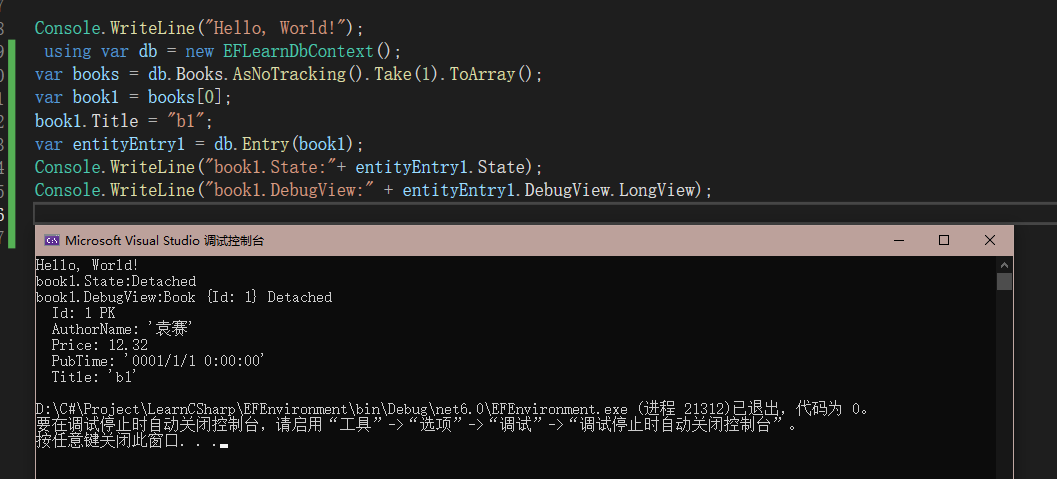 Console.WriteLine("Hello, World!");
using var db = new EFLearnDbContext();
var books = db.Books.AsNoTracking().Take(1).ToArray();
var book1 = books[0];
book1.Title = "b1";
var entityEntry1 = db.Entry(book1);
Console.WriteLine("book1.State:"+ entityEntry1.State);
Console.WriteLine("book1.DebugView:" + entityEntry1.DebugView.LongView);
Microsoft Visual Studio 调试控制台
Hello, World!
book1.State:Detached
book1.DebugView:Book {Id: 1} Detached
Id: 1 PK
AuthorName: '袁赛'
Price: 12.32
PubTime: '0001/1/1 0:00:00'
Title: 'b1'
D:\C#\Project\LearnCSharp\EFEnvironment\bin\Debug\net6.0\EFEnvironment.exe (进程 21312)已退出，代码为 0。
要在调试停止时自动关闭控制台，请启用“工具”->“选项”->“调试”->“调试停止时自动关闭控制台”。
按任意键关闭此窗口. . .